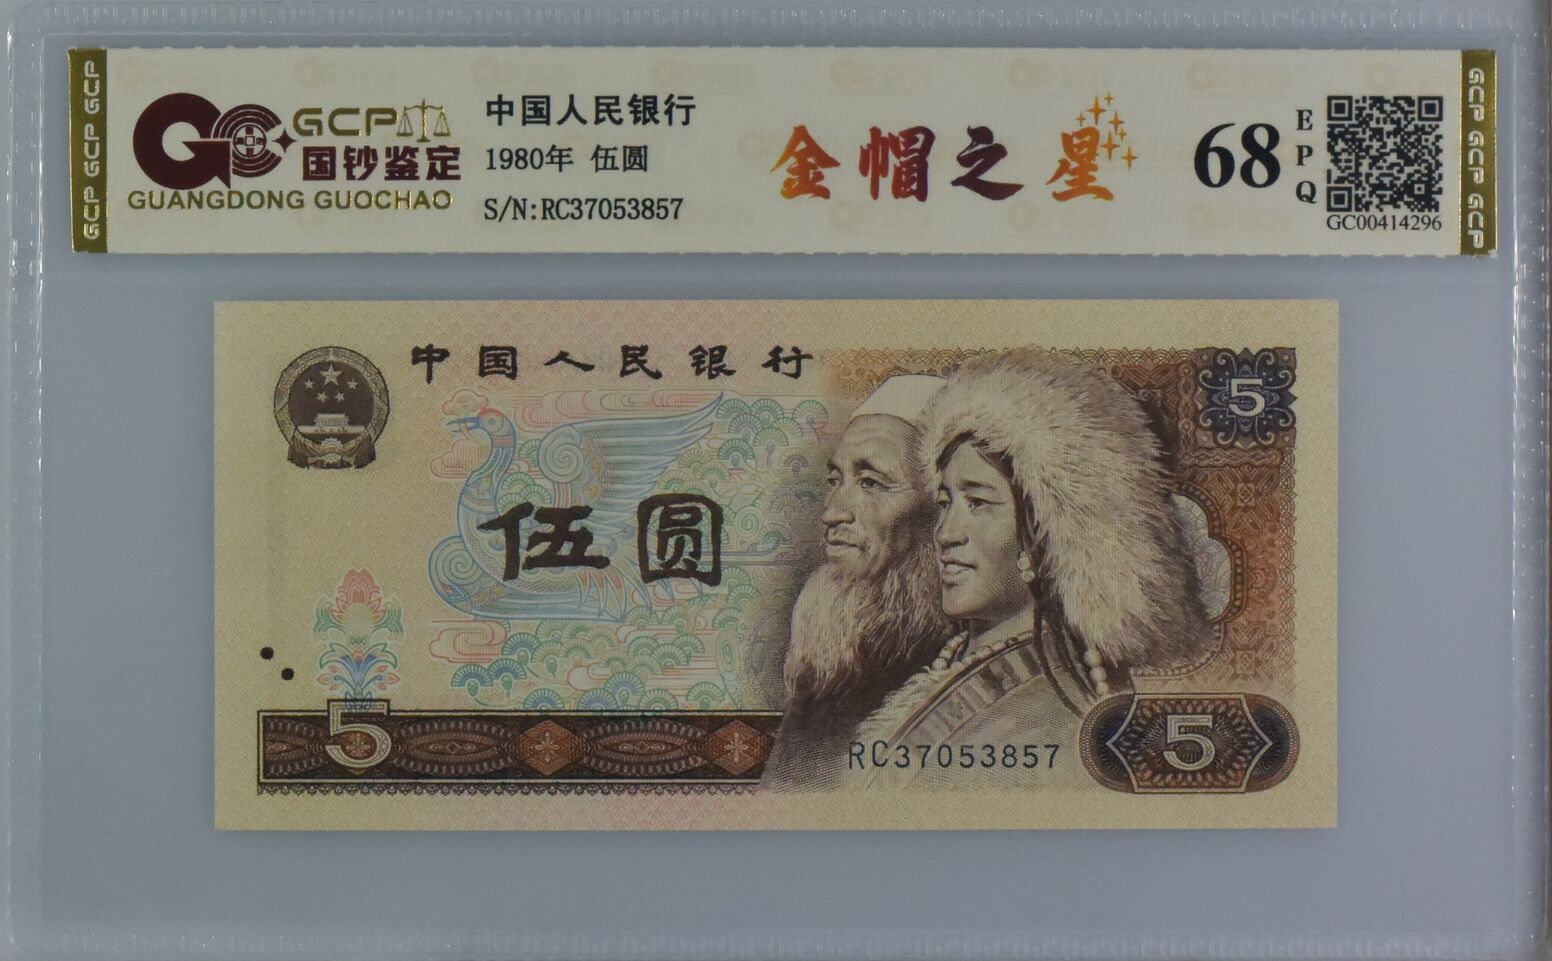 GCP GCP GCP
GCP
国钞鉴定
GUANGDONG GUOCHAO
中国人民银行
1980年 伍圆
S/N:RC37053857
金帽之星
68
EPQ
GC00414296
GCP GCP GCP
中国人民银行
5
伍圆
5
RC37053857
5